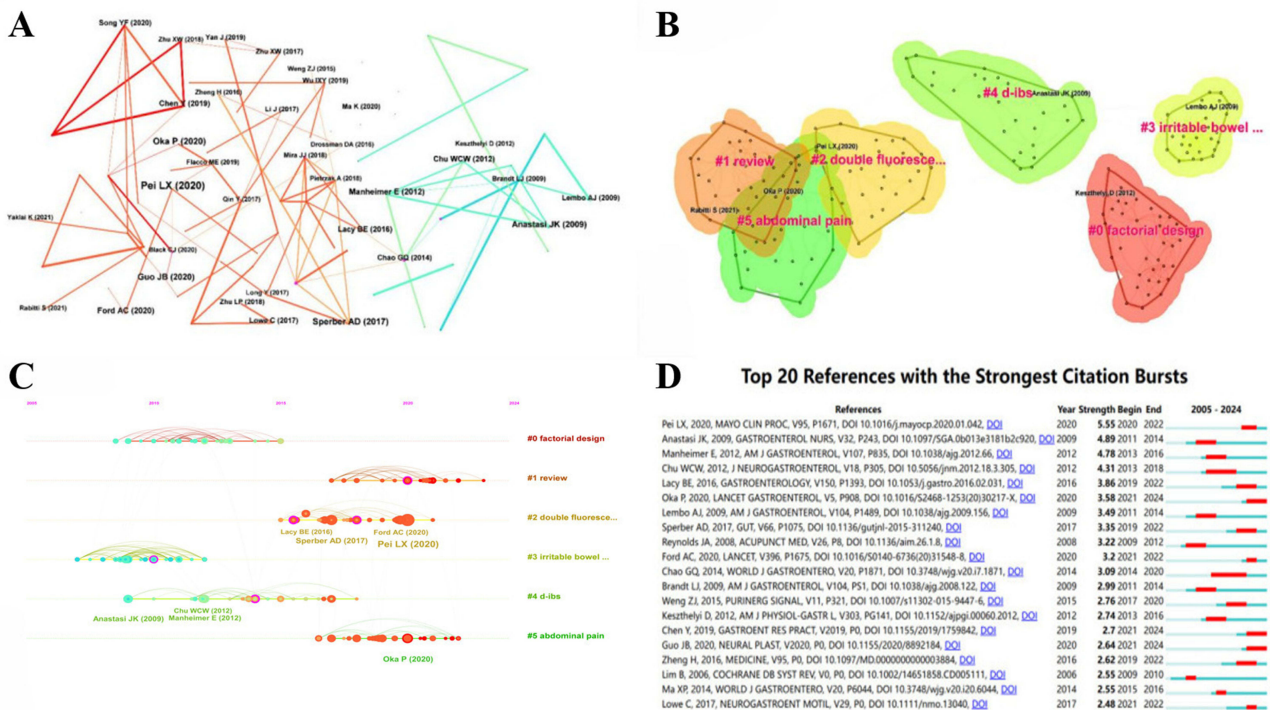 A
Song YF (2020)
Zhu XW (2018)
Yan J (2019)
Zhu XW (2017)
Weng ZJ (2015)
Wu IXY (2019)
Zhang H (2016)
Chen Y (2019)
Li J (2017)
Ma K (2020)
Oka P (2020)
Drossman DA (2016)
Keszthelyi D (2012)
Flacco ME (2019)
Mira JJ (2018)
Chu WCW (2012)
Pei LX (2020)
Pietrzak A (2018)
Brandt LJ (2009)
Manheimer E (2012)
Qin Y (2017)
Lembo AJ (2009)
Yaklai K (2021)
Lacy BE (2016)
Anastasi JK (2009)
Black CJ (2020)
Chao GQ (2014)
Guo JB (2020)
Long Y (2017)
Rabitti S (2021)
Ford AC (2020)
Zhu LP (2018)
Lowe C (2017)
Sperber AD (2017)
B
#4 d-ibs
Anastasi JK (2009)
Lembo AJ (2009)
#3 irritable bowel ...
Pei LX (2020)
#1 review
#2 double fluoresce...
Oka P (2020)
Keszthelyi D (2012)
Rabitti S (2021)
#5 abdominal pain
#0 factorial design
C
2005
2010
2015
2020
2024
#0 factorial design
#1 review
#2 double fluoresce...
Lacy BE (2016)
Ford AC (2020)
Sperber AD (2017)
Pei LX (2020)
#3 irritable bowel ...
#4 d-ibs
Chu WCW (2012)
Anastasi JK (2009)
Manheimer E (2012)
#5 abdominal pain
Oka P (2020)
D
Top 20 References with the Strongest Citation Bursts
References Year Strength Begin End 2005 - 2024
Pei LX, 2020, MAYO CLIN PROC, V95, P1671, DOI 10.1016/j.mayocp.2020.01.042, DOI 2020 5.55 2020 2022
Anastasi JK, 2009, GASTROENTEROL NURS, V32, P243, DOI 10.1097/SGA.0b013e3181b2c920, DOI 2009 4.89 2011 2014
Manheimer E, 2012, AM J GASTROENTEROL, V107, P835, DOI 10.1038/ajg.2012.66, DOI 2012 4.78 2013 2016
Chu WCW, 2012, J NEUROGASTROENTEROL, V18, P305, DOI 10.5056/jnm.2012.18.3.305, DOI 2012 4.31 2013 2018
Lacy BE, 2016, GASTROENTEROLOGY, V150, P1393, DOI 10.1053/j.gastro.2016.02.031, DOI 2016 3.86 2019 2022
Oka P, 2020, LANCET GASTROENTEROL, V5, P908, DOI 10.1016/S2468-1253(20)30217-X, DOI 2020 3.58 2021 2024
Lembo AJ, 2009, AM J GASTROENTEROL, V104, P1489, DOI 10.1038/ajg.2009.156, DOI 2009 3.49 2011 2014
Sperber AD, 2017, GUT, V66, P1075, DOI 10.1136/gutjnl-2015-311240, DOI 2017 3.35 2019 2022
Reynolds JA, 2008, ACUPUNCT MED, V26, P8, DOI 10.1136/aim.26.1.8, DOI 2008 3.22 2009 2012
Ford AC, 2020, LANCET, V396, P1675, DOI 10.1016/S0140-6736(20)31548-8, DOI 2020 3.2 2021 2022
Chao GQ, 2014, WORLD J GASTROENTERO, V20, P1871, DOI 10.3748/wjg.v20.i7.1871, DOI 2014 3.09 2014 2020
Brandt LJ, 2009, AM J GASTROENTEROL, V104, PS1, DOI 10.1038/ajg.2008.122, DOI 2009 2.99 2011 2014
Weng ZJ, 2015, PURINERG SIGNAL, V11, P321, DOI 10.1007/s11302-015-9447-6, DOI 2015 2.76 2017 2020
Keszthelyi D, 2012, AM J PHYSIOL-GASTR L, V303, PG141, DOI 10.1152/ajpgi.00060.2012, DOI 2012 2.74 2013 2016
Chen Y, 2019, GASTROENT RES PRACT, V2019, P0, DOI 10.1155/2019/1759842, DOI 2019 2.7 2021 2024
Guo JB, 2020, NEURAL PLAST, V2020, P0, DOI 10.1155/2020/8892184, DOI 2020 2.64 2021 2024
Zheng H, 2016, MEDICINE, V95, P0, DOI 10.1097/MD.0000000000003884, DOI 2016 2.62 2019 2022
Lim B, 2006, COCHRANE DB SYST REV, V0, P0, DOI 10.1002/14651858.CD005111, DOI 2006 2.55 2009 2010
Ma XP, 2014, WORLD J GASTROENTERO, V20, P6044, DOI 10.3748/wjg.v20.i20.6044, DOI 2014 2.55 2015 2016
Lowe C, 2017, NEUROGASTROENT MOTIL, V29, P0, DOI 10.1111/nmo.13040, DOI 2017 2.48 2021 2022